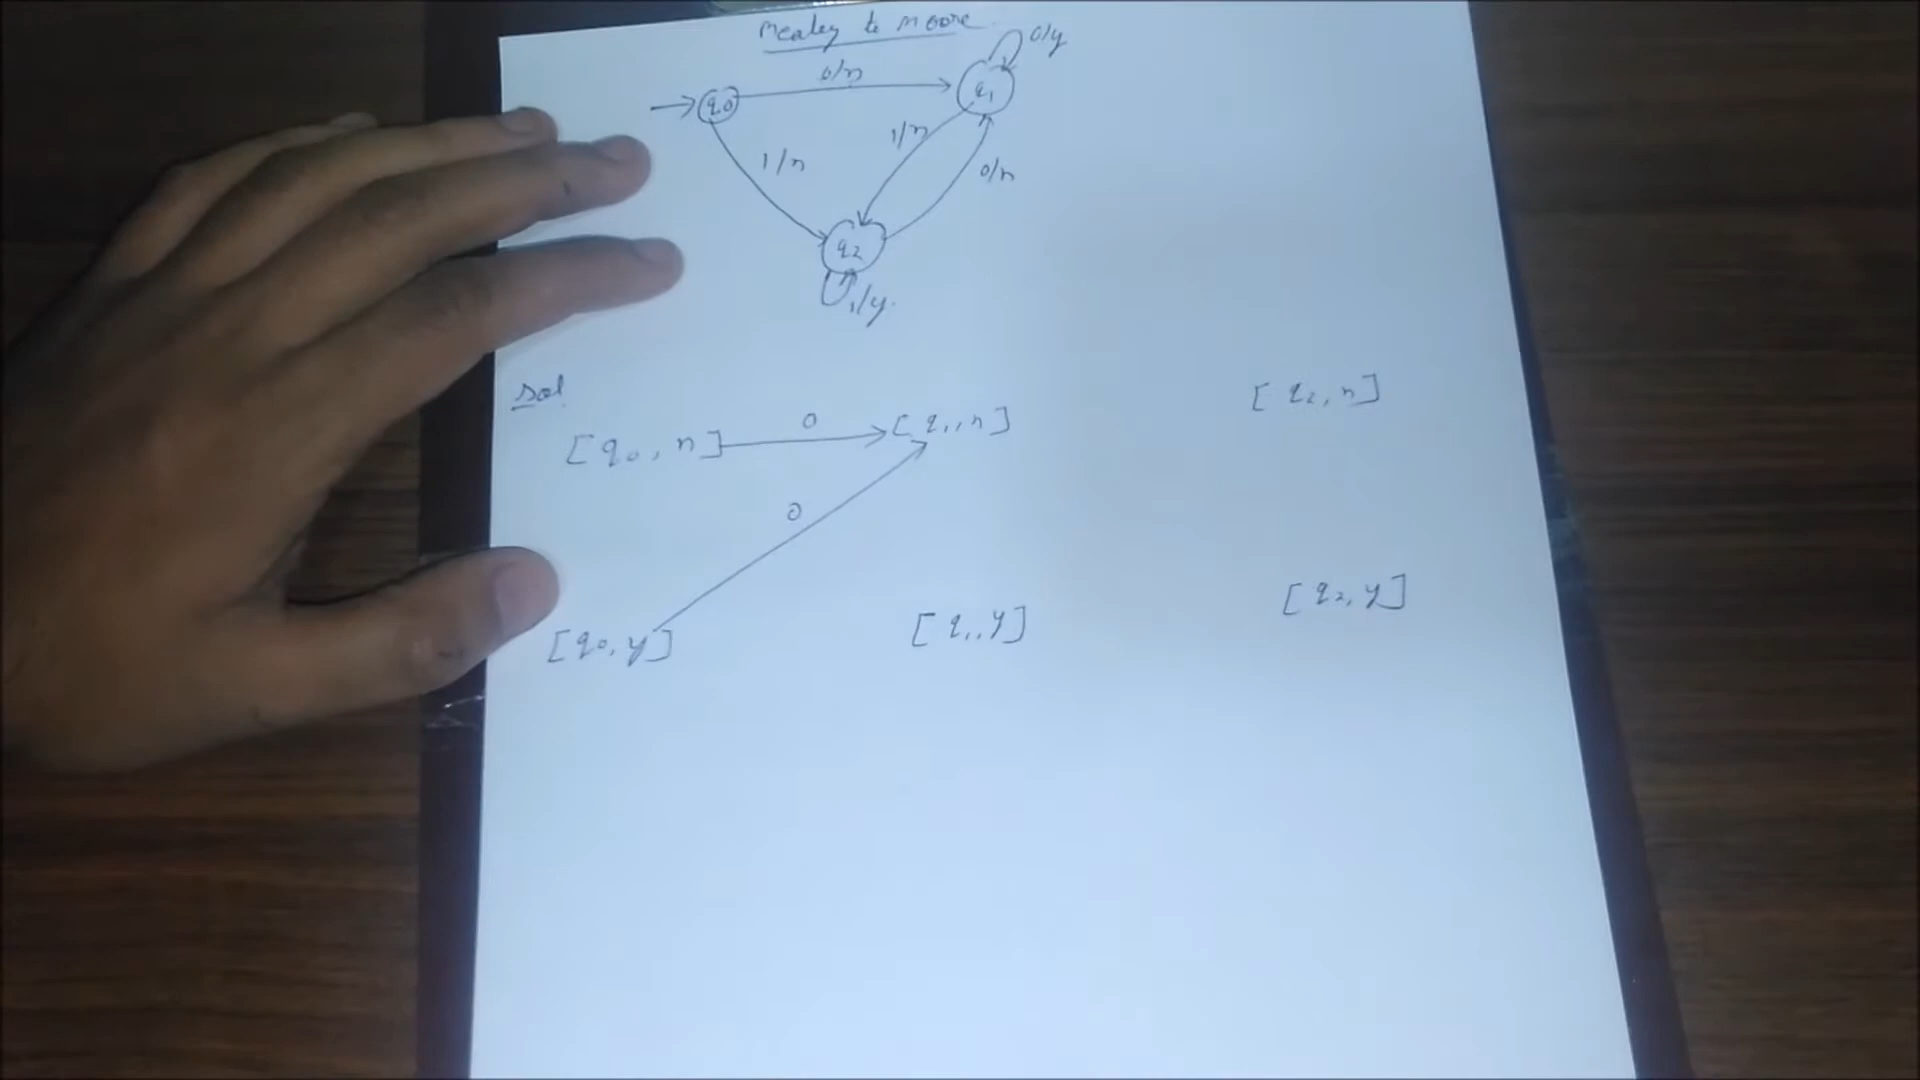 Mealey to Moore
0/y
0/n
q0
q1
1/n
1/n
0/n
q2
1/y
Sol
[q2, n]
0
[q1, n]
[q0, n]
0
[q2, y]
[q1, y]
[q0, y]